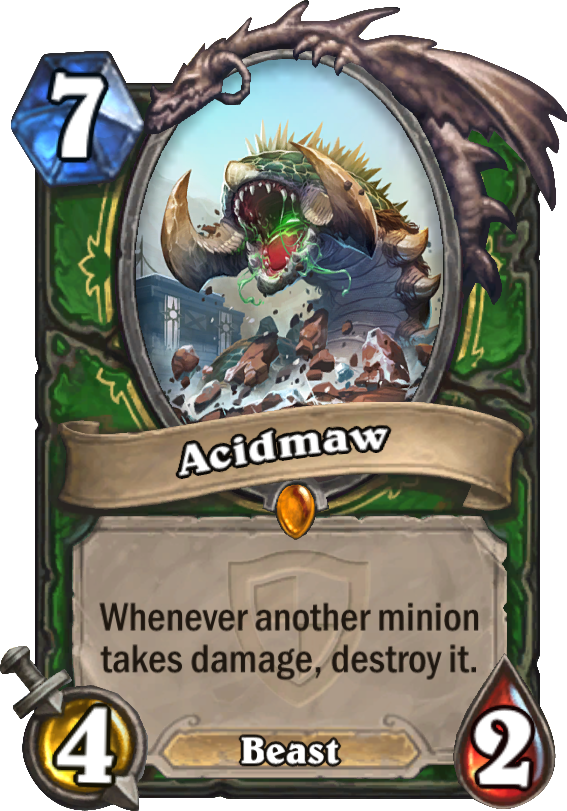 7
Acidmaw
Whenever another minion
takes damage, destroy it.
4
Beast
2